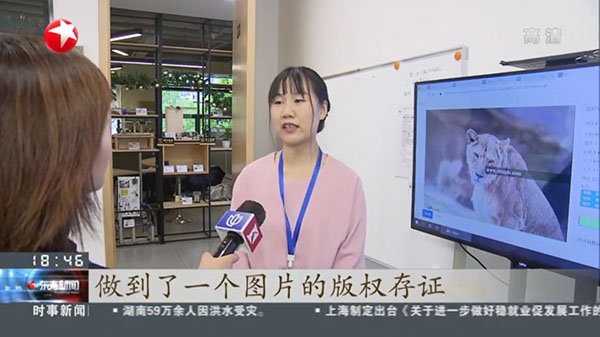 高清
18:46
东方新闻
做到了一个图片的版权存证
时事新闻
■ 湖南59万余人因洪水受灾。
■ 上海制定出台《关于进一步做好稳就业促发展工作的